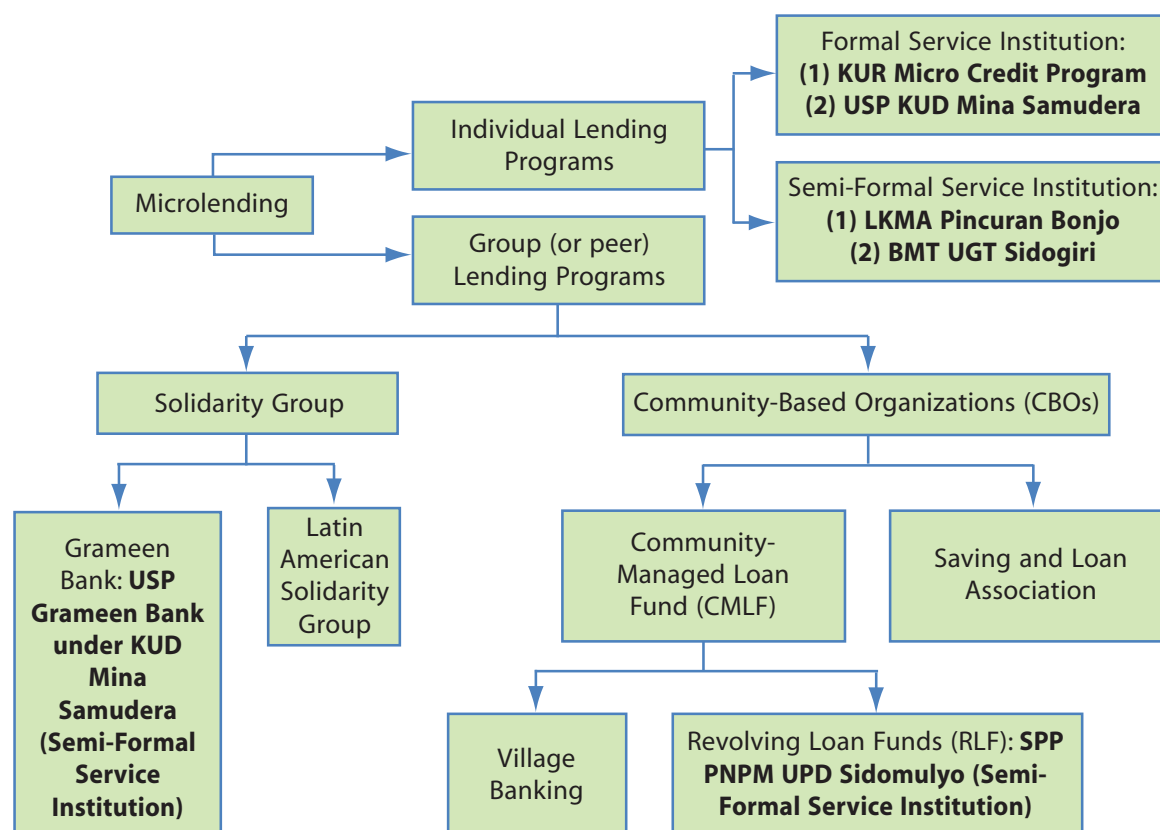 Formal Service Institution:
(1) KUR Micro Credit Program
(2) USP KUD Mina Samudera
Individual Lending
Programs
Semi-Formal Service Institution:
(1) LKMA Pincuran Bonjo
(2) BMT UGT Sidogiri
Microlending
Group (or peer)
Lending Programs
Solidarity Group
Community-Based Organizations (CBOs)
Grameen
Bank: USP
Grameen Bank
under KUD
Mina
Samudera
(Semi-Formal
Service
Institution)
Latin
American
Solidarity
Group
Community-
Managed Loan
Fund (CMLF)
Saving and Loan
Association
Village
Banking
Revolving Loan Funds (RLF): SPP
PNPM UPD Sidomulyo (Semi-
Formal Service Institution)